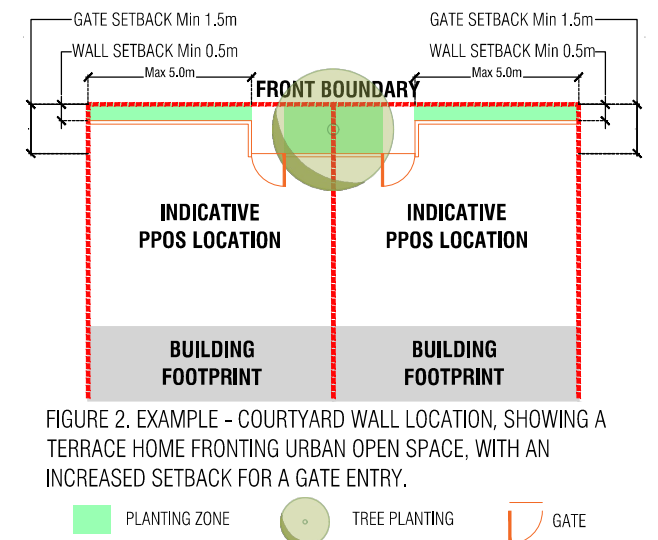 GATE SETBACK Min 1.5m
GATE SETBACK Min 1.5m
WALL SETBACK Min 0.5m
WALL SETBACK Min 0.5m
Max 5.0m
Max 5.0m
FRONT BOUNDARY
INDICATIVE
PPOS LOCATION
INDICATIVE
PPOS LOCATION
BUILDING
FOOTPRINT
BUILDING
FOOTPRINT
FIGURE 2. EXAMPLE - COURTYARD WALL LOCATION, SHOWING A
TERRACE HOME FRONTING URBAN OPEN SPACE, WITH AN
INCREASED SETBACK FOR A GATE ENTRY.
PLANTING ZONE
TREE PLANTING
GATE